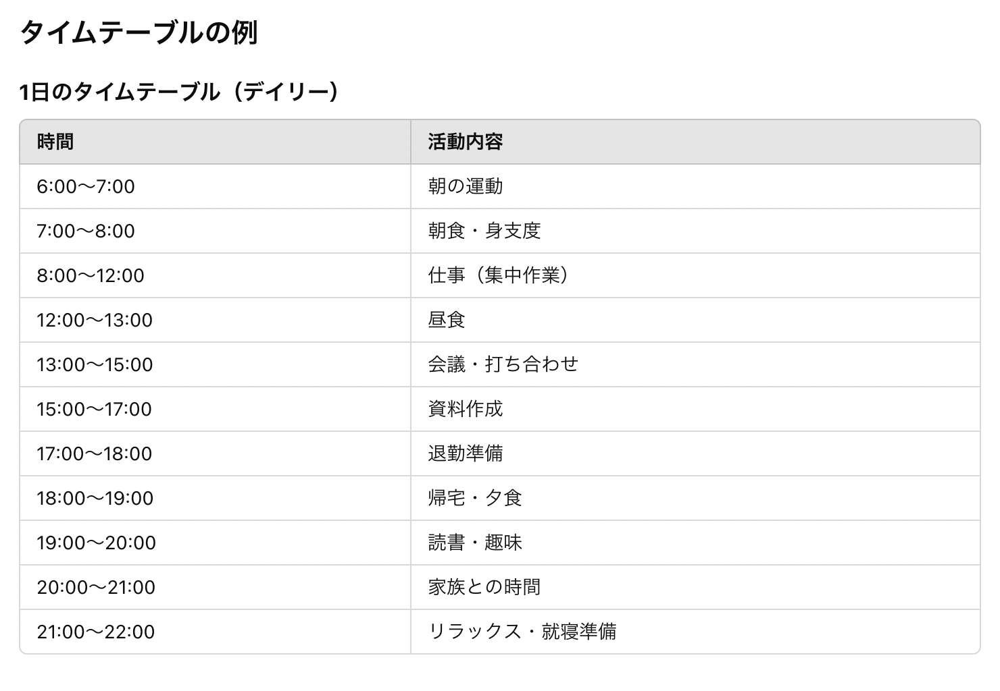 タイムテーブルの例
1日のタイムテーブル（デイリー）
時間 活動内容
6:00〜7:00 朝の運動
7:00〜8:00 朝食・身支度
8:00〜12:00 仕事（集中作業）
12:00〜13:00 昼食
13:00〜15:00 会議・打ち合わせ
15:00〜17:00 資料作成
17:00〜18:00 退勤準備
18:00〜19:00 帰宅・夕食
19:00〜20:00 読書・趣味
20:00〜21:00 家族との時間
21:00〜22:00 リラックス・就寝準備